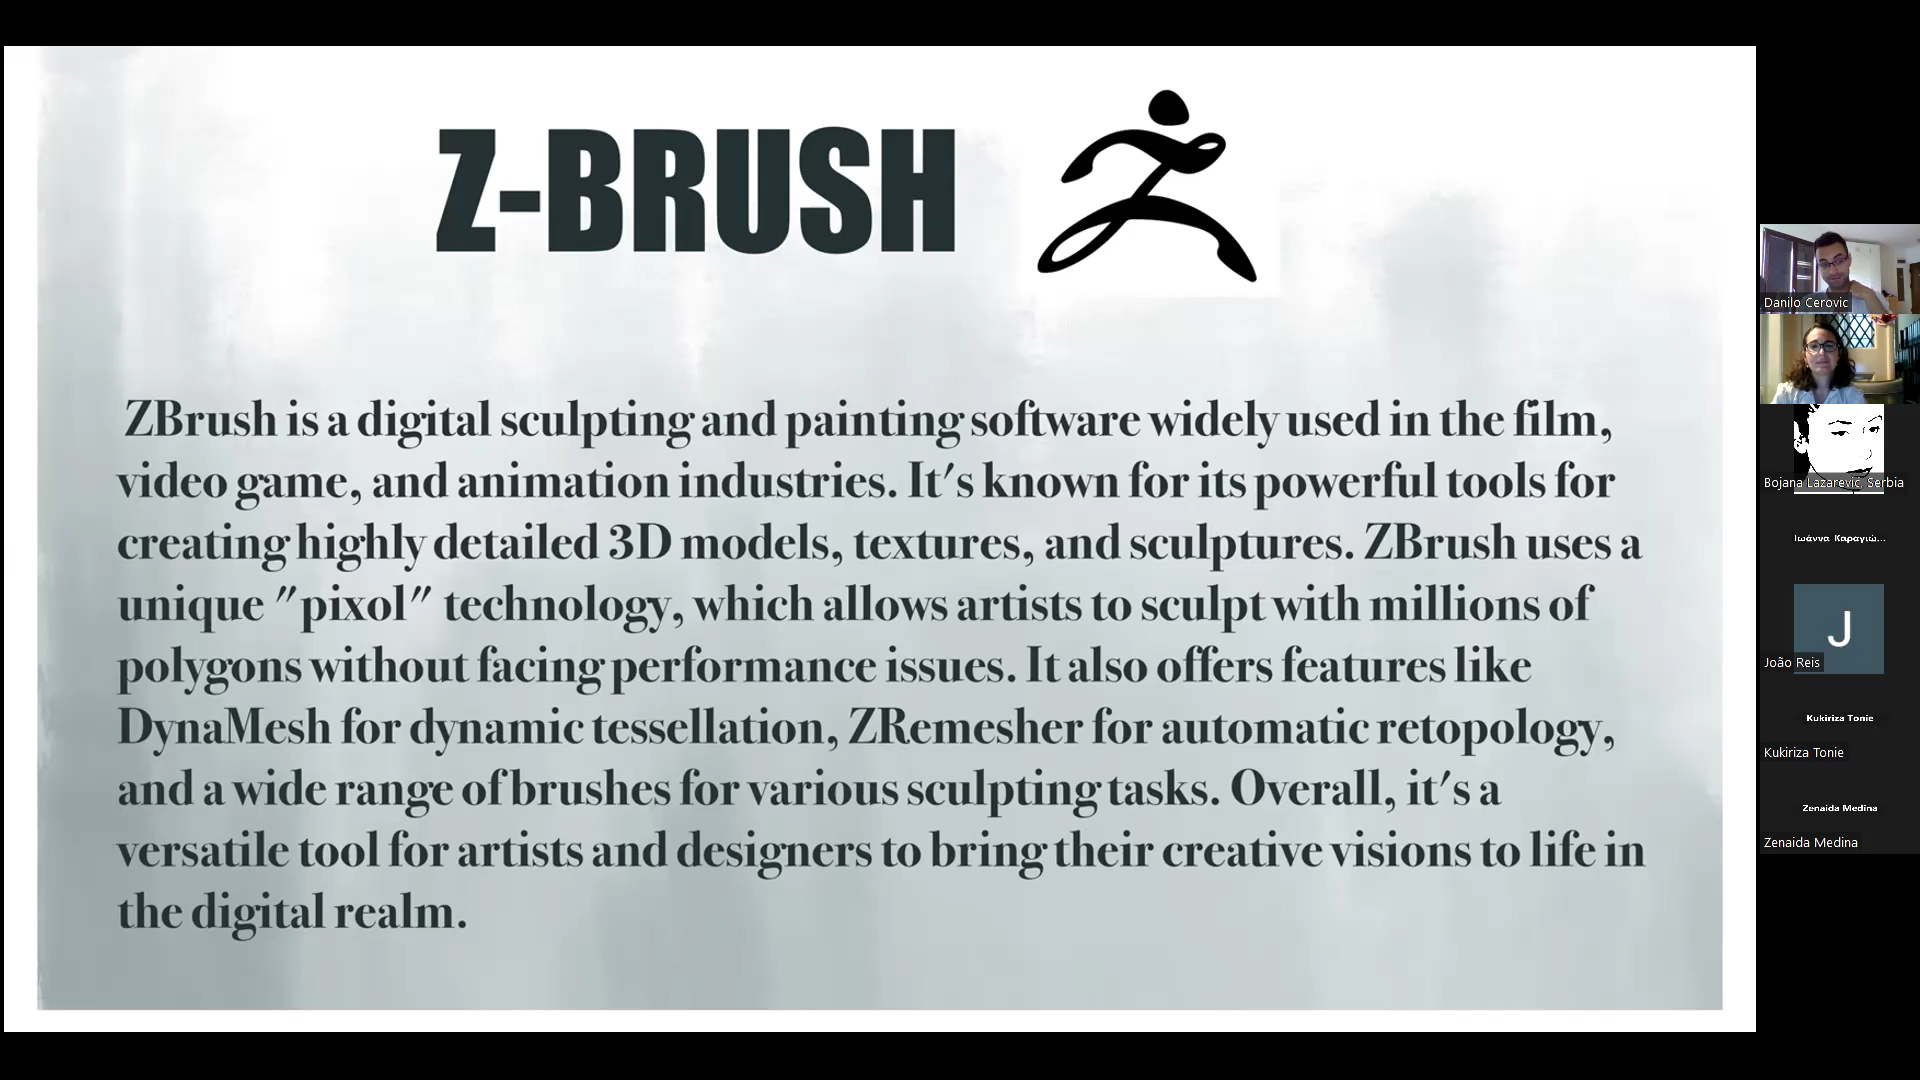 Z-BRUSH
ZBrush is a digital sculpting and painting software widely used in the film,
video game, and animation industries. It's known for its powerful tools for
creating highly detailed 3D models, textures, and sculptures. ZBrush uses a
unique "pixol" technology, which allows artists to sculpt with millions of
polygons without facing performance issues. It also offers features like
DynaMesh for dynamic tessellation, ZRemesher for automatic retopology,
and a wide range of brushes for various sculpting tasks. Overall, it's a
versatile tool for artists and designers to bring their creative visions to life in
the digital realm.
Danilo Cerovic
Bojana Lazarević, Serbia
Ιωάννα Καραγιώ...
J
João Reis
Kukiriza Tonie
Kukiriza Tonie
Zenaida Medina
Zenaida Medina